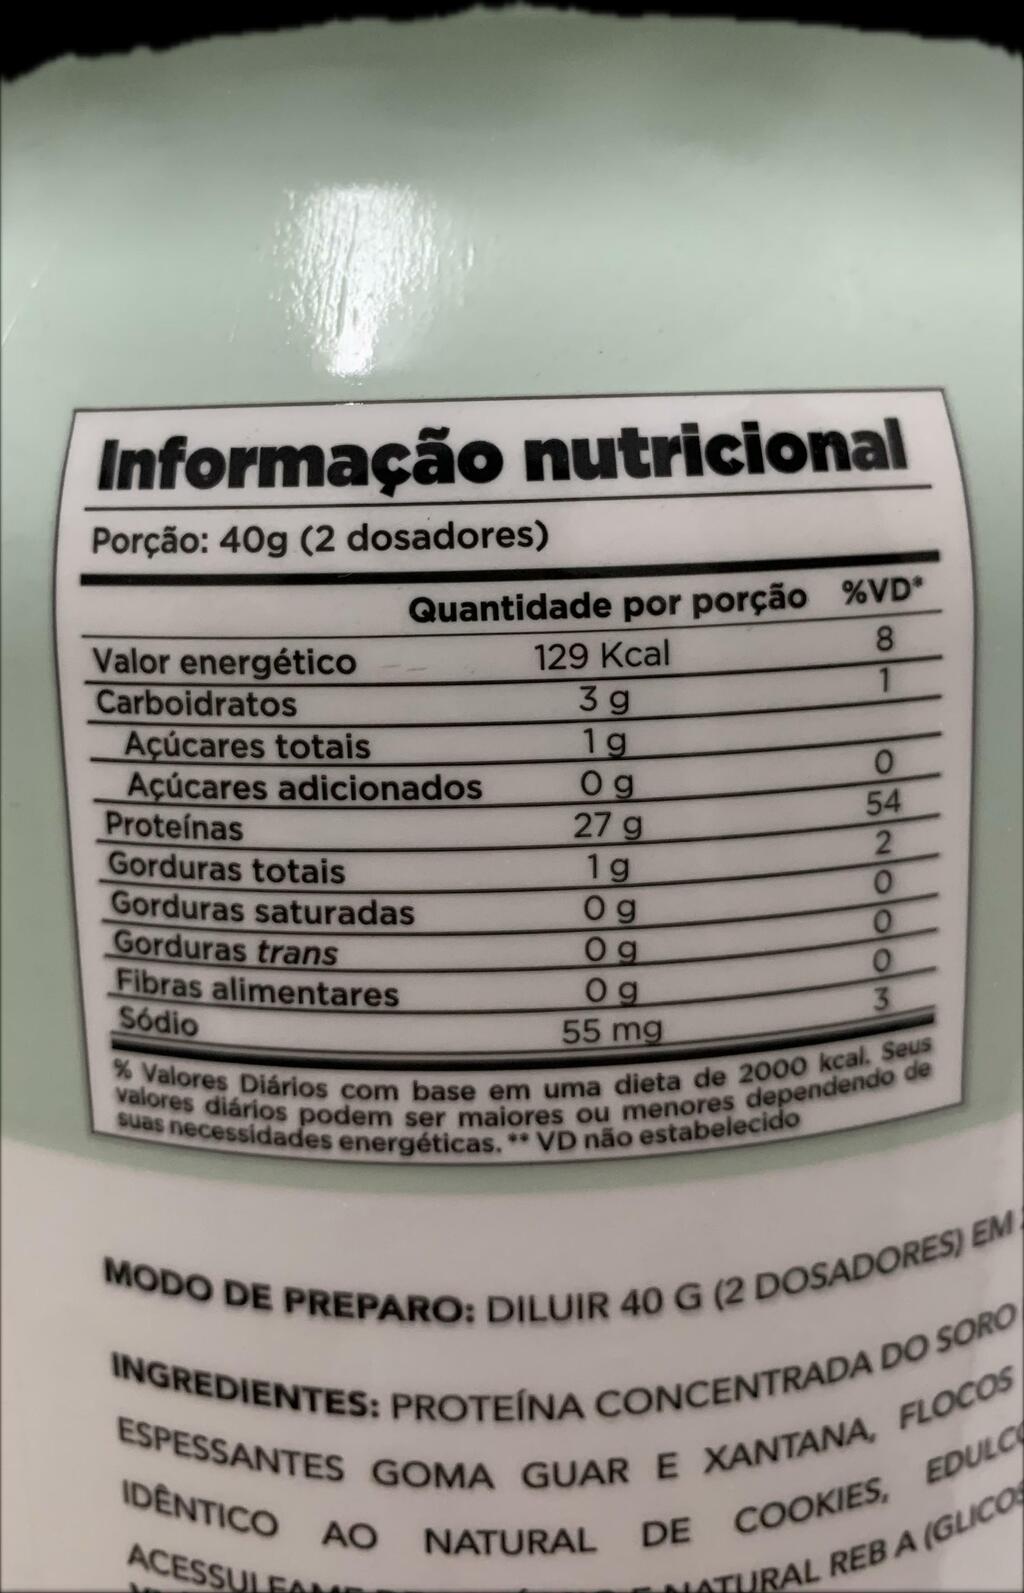 Informação nutricional
Porção: 40g (2 dosadores)
Quantidade por porção %VD*
Valor energético 129 Kcal 8
Carboidratos 3 g 1
Açúcares totais 1 g
Açúcares adicionados 0 g 0
Proteínas 27 g 54
Gorduras totais 1 g 2
Gorduras saturadas 0 g 0
Gorduras trans 0 g 0
Fibras alimentares 0 g 0
Sódio 55 mg 3
% Valores Diários com base em uma dieta de 2000 kcal. Seus
valores diários podem ser maiores ou menores dependendo de
suas necessidades energéticas. ** VD não estabelecido
MODO DE PREPARO: DILUIR 40 G (2 DOSADORES) EM
INGREDIENTES: PROTEÍNA CONCENTRADA DO SORO
ESPESSANTES GOMA GUAR E XANTANA, FLOCOS
IDÊNTICO AO NATURAL DE COOKIES,
NATURAL REB A